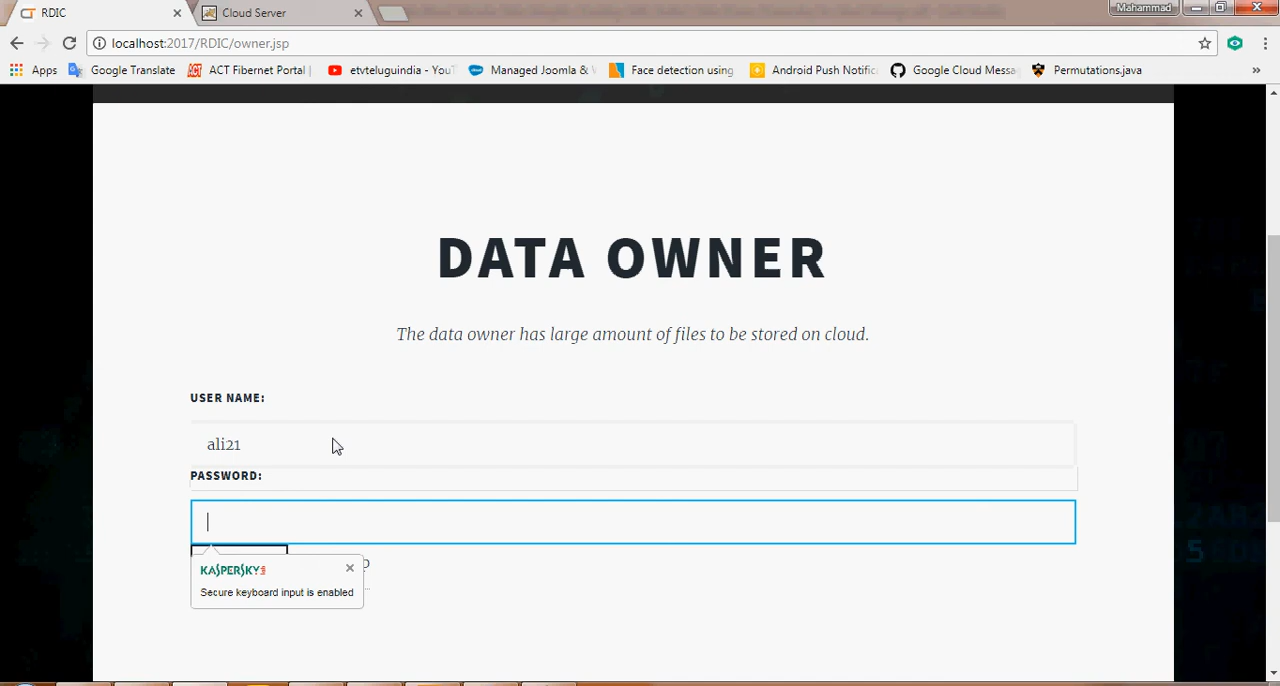 RDIC
Cloud Server
Mahammad
localhost:2017/RDIC/owner.jsp
Apps
Google Translate
ACT Fibernet Portal |
etvteluguindia - YouT
Managed Joomla & W
Face detection using
Android Push Notific
Google Cloud Messa
Permutations.java
»
DATA OWNER
The data owner has large amount of files to be stored on cloud.
USER NAME:
ali21
PASSWORD:
KASPERSKY
Secure keyboard input is enabled